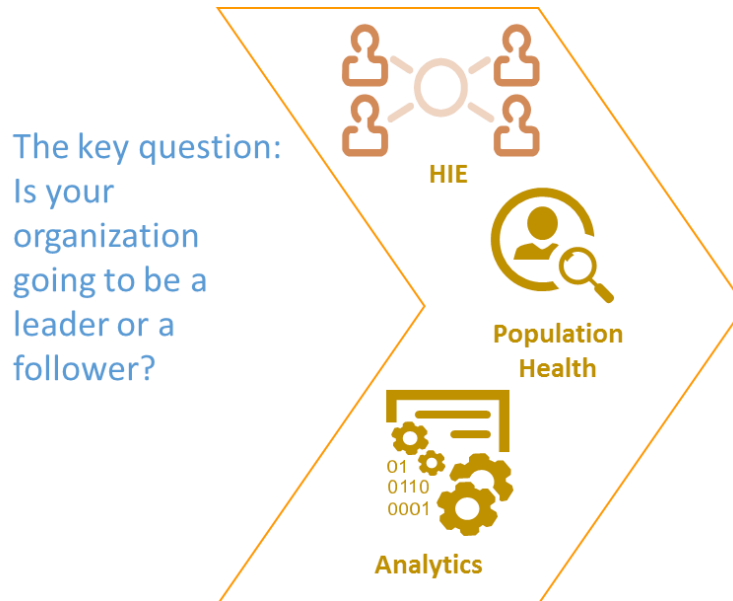 The key question:
Is your
organization
going to be a
leader or a
follower?
HIE
Population
Health
01
0110
0001
Analytics